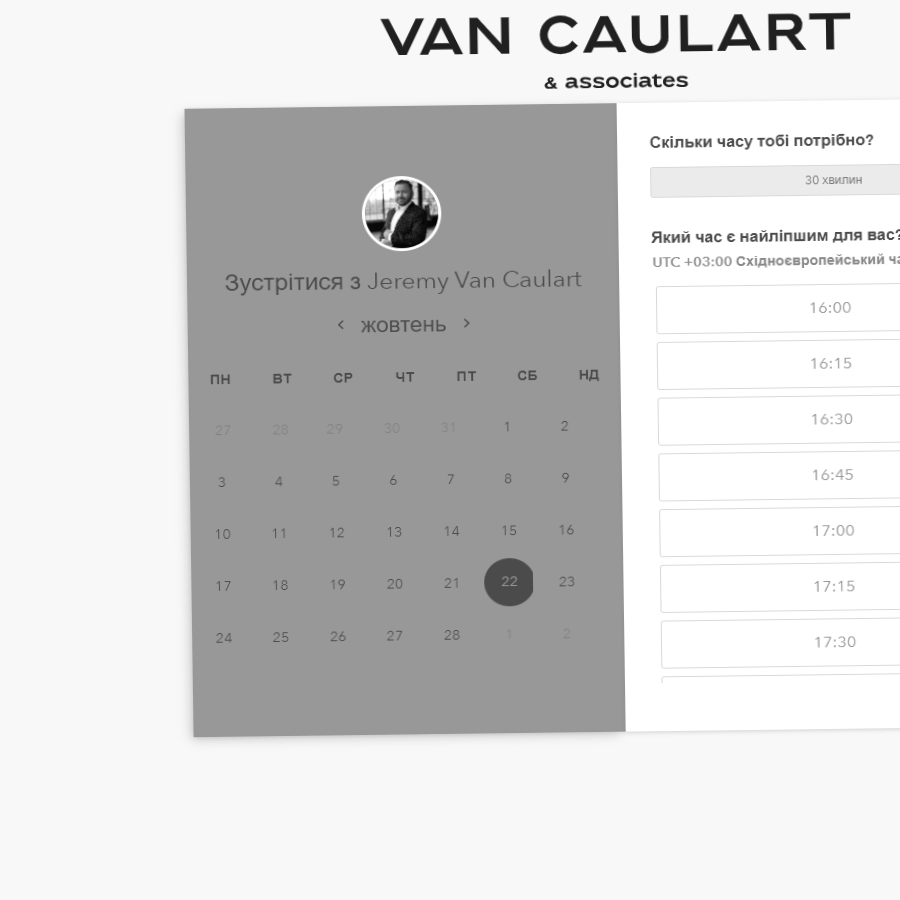 VAN CAULART
& associates
Зустрітися з Jeremy Van Caulart
жовтень
ПН ВТ СР ЧТ ПТ СБ НД
27 28 29 30 31 1 2
3 4 5 6 7 8 9
10 11 12 13 14 15 16
17 18 19 20 21 22 23
24 25 26 27 28 1 2
Скільки часу тобі потрібно?
30 хвилин
Який час є найліпшим для вас?
UTC +03:00 Східноєвропейський
16:00
16:15
16:30
16:45
17:00
17:15
17:30